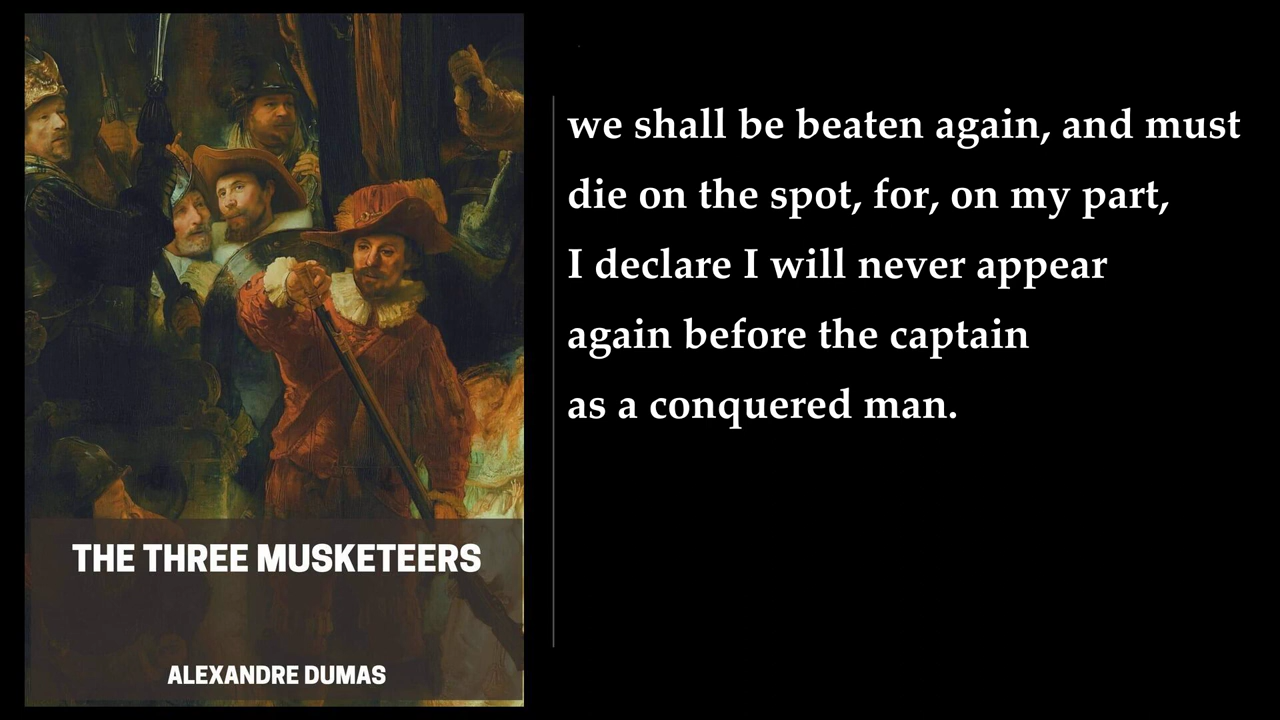 we shall be beaten again, and must
die on the spot, for, on my part,
I declare I will never appear
again before the captain
as a conquered man.
THE THREE MUSKETEERS
ALEXANDRE DUMAS